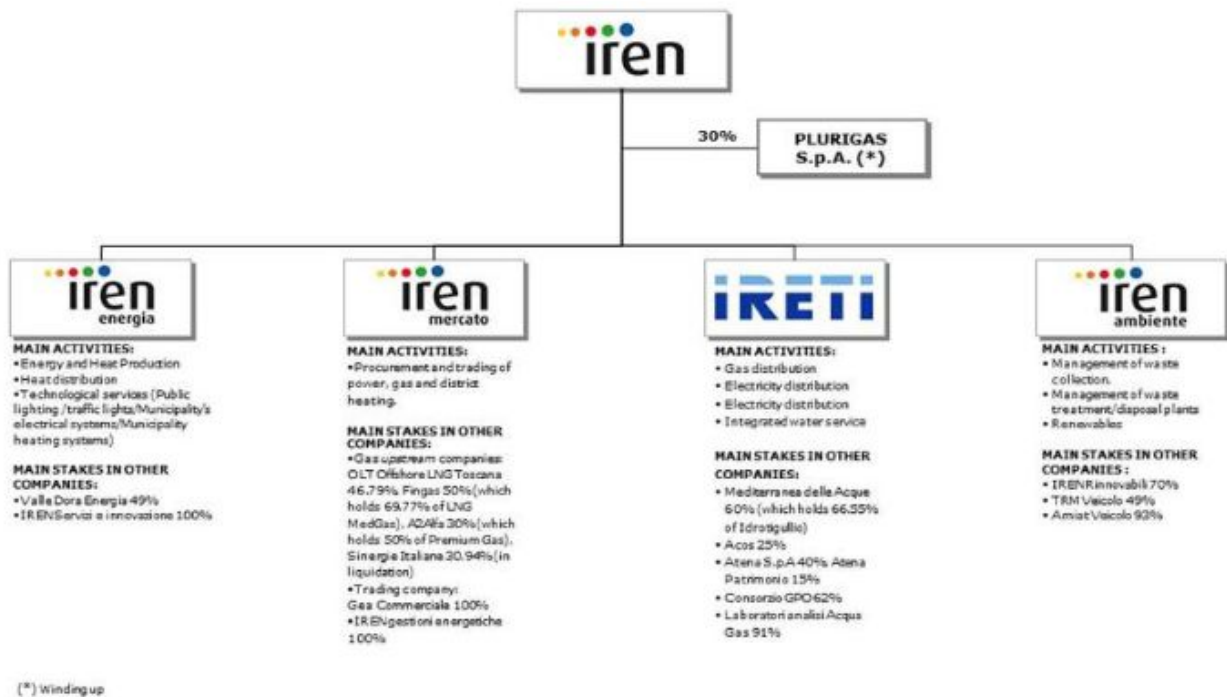 iren
30%
PLURIGAS
S.p.A. (*)
iren
energia
MAIN ACTIVITIES:
•Energy and Heat Production
•Heat distribution
•Technological services (Public
lighting /traffic lights/Municipality's
electrical systems/Municipality
heating systems)
MAIN STAKES IN OTHER
COMPANIES:
•Valle Dora Energia 49%
•IRENServizi e innovazione 100%
iren
mercato
MAIN ACTIVITIES:
•Procurement and trading of
power, gas and district
heating.
MAIN STAKES IN OTHER
COMPANIES:
•Gas upstream companies:
OLT Offshore LNG Toscana
46.79%, Fingas 50%(which
holds 69.77% of LNG
MedGas), A2Alfa 30%(which
holds 50% of Premium Gas),
Sinergie Italiane 30.94%(in
liquidation)
•Trading company:
Gea Commerciale 100%
•IRENgestioni energetiche
100%
IRETI
MAIN ACTIVITIES:
• Gas distribution
• Electricity distribution
• Electricity distribution
• Integrated water service
MAIN STAKES IN OTHER
COMPANIES:
• Mediterranea delle Acque
60% (which holds 66.55%
of Idrotigullio)
• Acos 25%
• Atena S.p.A 40%, Atena
Patrimonio 15%
• Consorzio GPO62%
• Laboratori analisi Acqua
Gas 91%
iren
ambiente
MAIN ACTIVITIES :
• Management of waste
collection.
• Management of waste
treatment/disposal plants
• Renewables
MAIN STAKES IN OTHER
COMPANIES :
• IRENRinnovabili 70%
• TRM Veicolo 49%
• Amiat Veicolo 93%
(*) Winding up